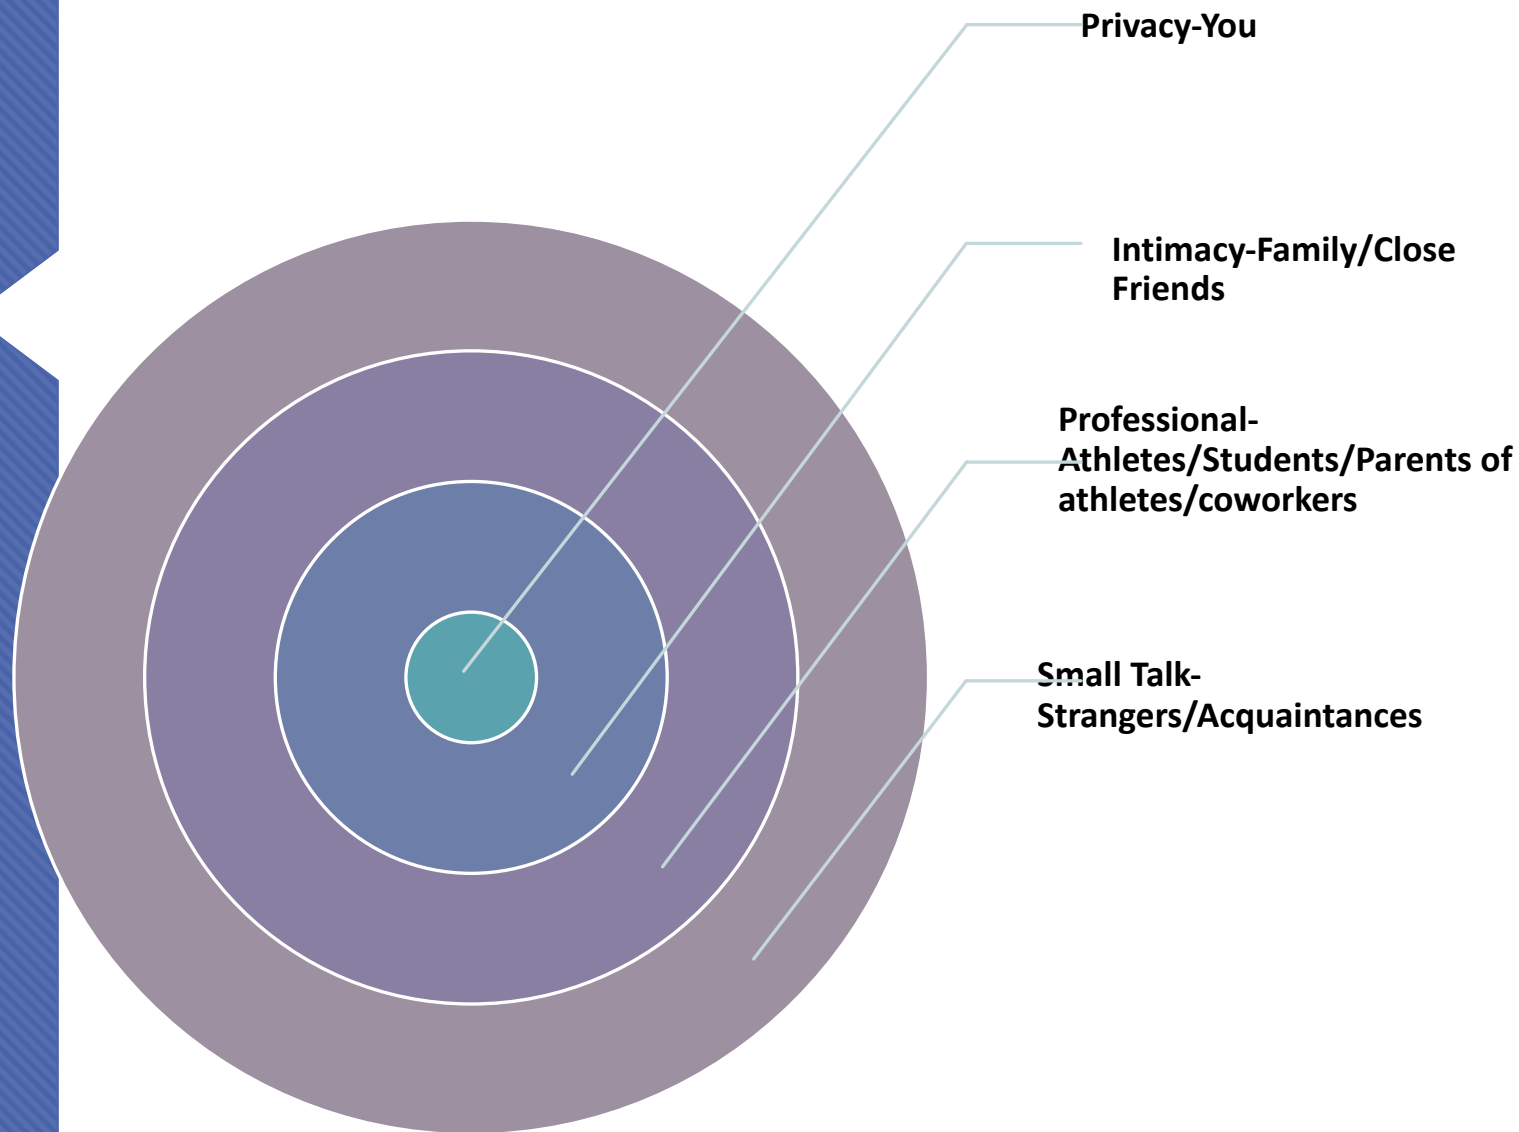 Privacy-You
Intimacy-Family/Close
Friends
Professional-
Athletes/Students/Parents of
athletes/coworkers
Small Talk-
Strangers/Acquaintances